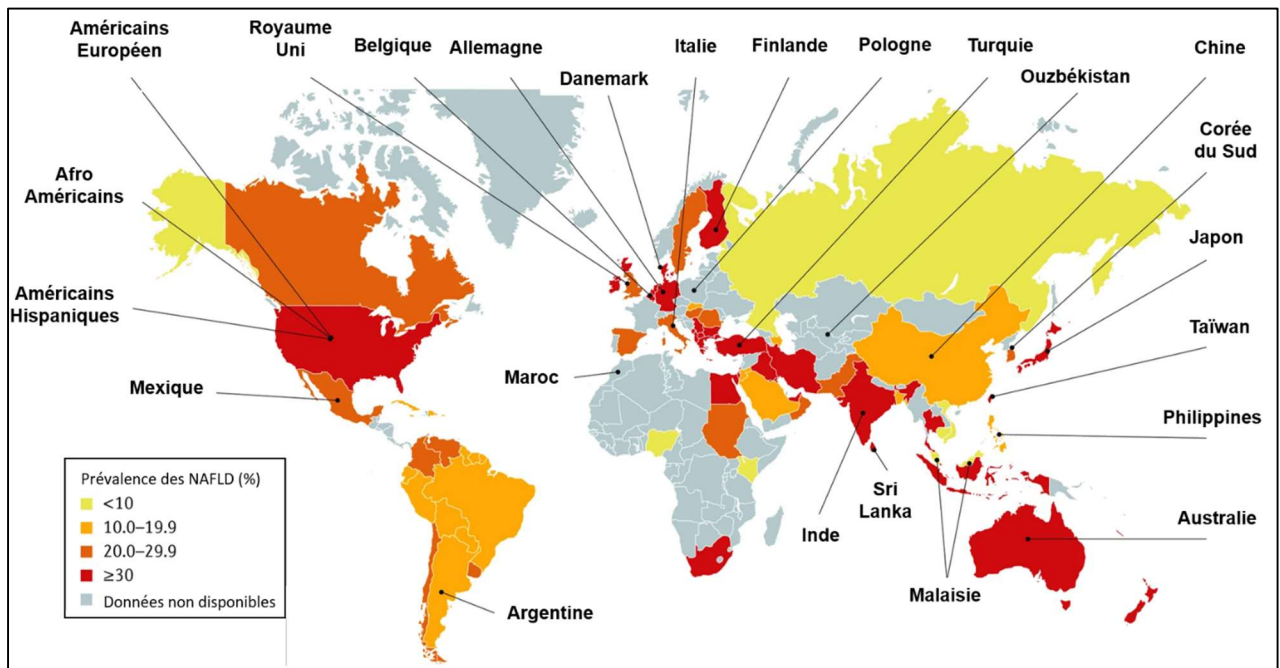 Américains
Européen
Royaume
Uni
Belgique
Allemagne
Danemark
Italie
Finlande
Pologne
Turquie
Ouzbékistan
Chine
Corée
du Sud
Afro
Américains
Japon
Américains
Hispaniques
Taïwan
Mexique
Maroc
Philippines
Prévalence des NAFLD (%)
<10
10.0–19.9
20.0–29.9
≥30
Données non disponibles
Sri
Lanka
Inde
Australie
Malaisie
Argentine